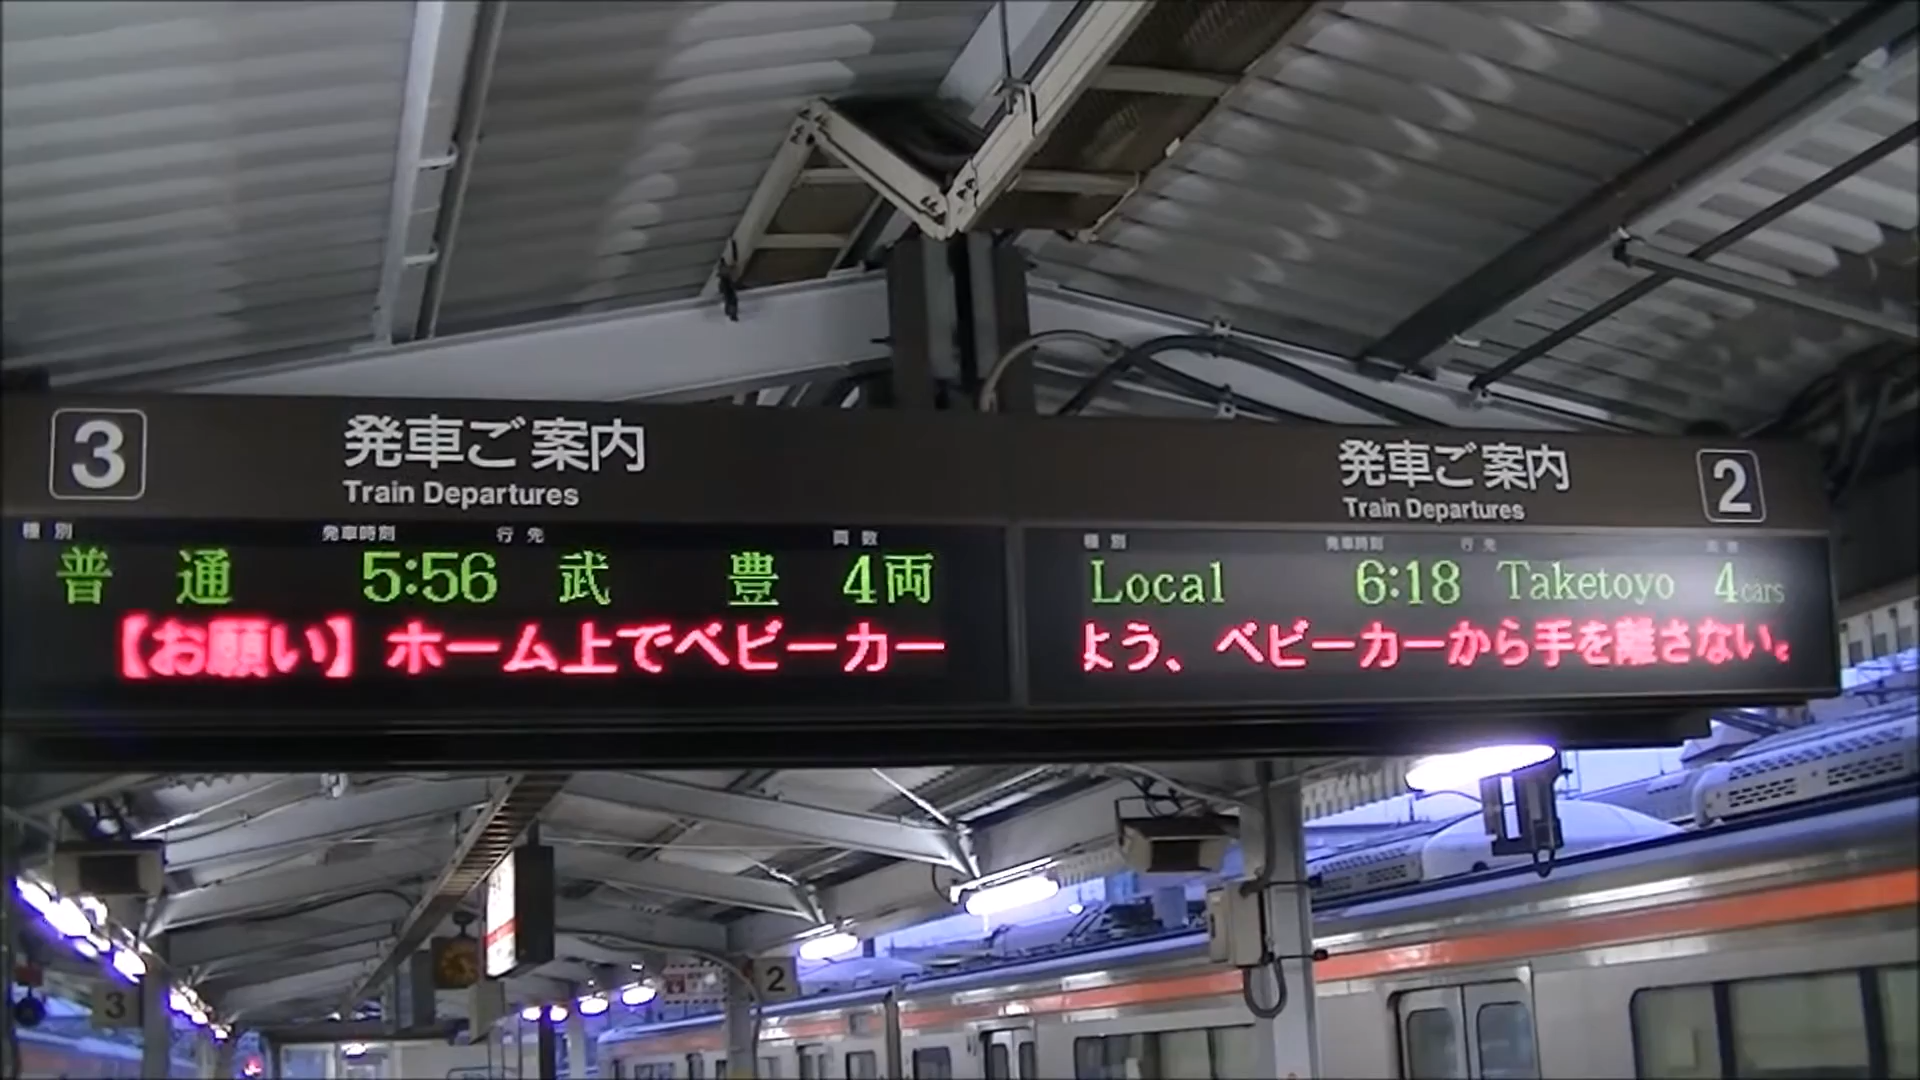 3 発車ご案内
Train Departures
種別 発車時刻 行先 両数
普通 5:56 武豊 4両
【お願い】ホーム上でベビーカー
発車ご案内 2
Train Departures
種別 発車時刻 行先 両数
Local 6:18 Taketoyo 4cars
よう、ベビーカーから手を離さない。
3
2